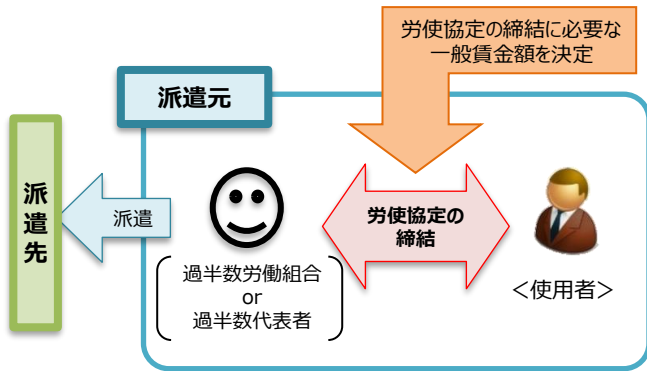 労使協定の締結に必要な
一般賃金額を決定
派遣元
派遣先
派遣
労使協定の
締結
過半数労働組合
or
過半数代表者
＜使用者＞